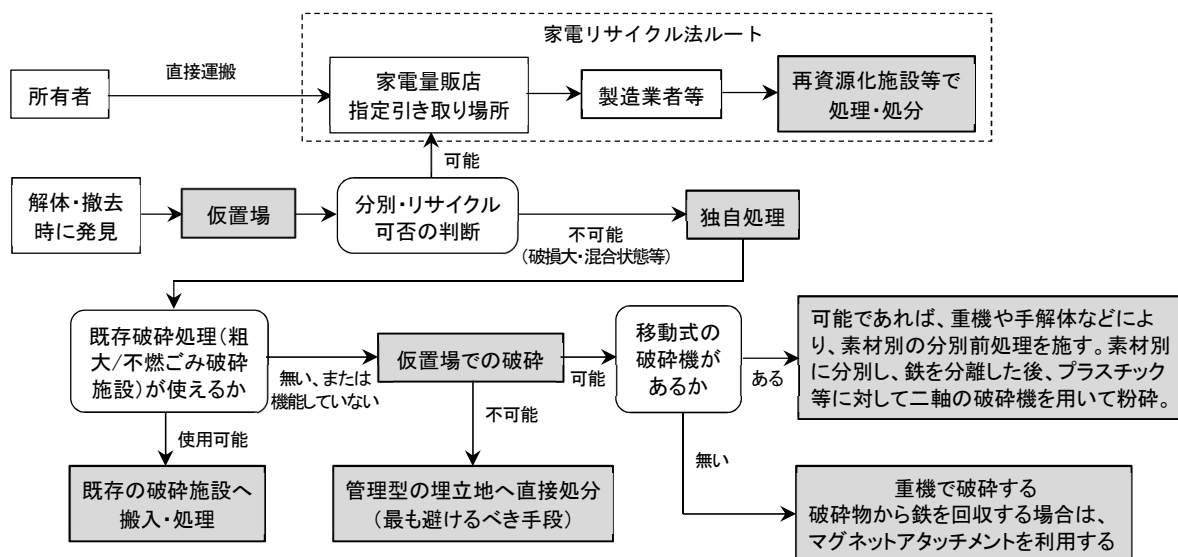 家電リサイクル法ルート
所有者
直接運搬
家電量販店
指定引き取り場所
製造業者等
再資源化施設等で
処理・処分
可能
解体・撤去
時に発見
仮置場
分別・リサイクル
可否の判断
不可能
(破損大・混合状態等)
独自処理
既存破砕処理(粗
大/不燃ごみ破砕
施設)が使えるか
無い、または
機能していない
仮置場での破砕
可能
移動式の
破砕機が
あるか
ある
可能であれば、重機や手解体などによ
り、素材別の分別前処理を施す。素材別
に分別し、鉄を分離した後、プラスチック
等に対して二軸の破砕機を用いて粉砕。
使用可能
不可能
無い
既存の破砕施設へ
搬入・処理
管理型の埋立地へ直接処分
(最も避けるべき手段)
重機で破砕する
破砕物から鉄を回収する場合は、
マグネットアタッチメントを利用する